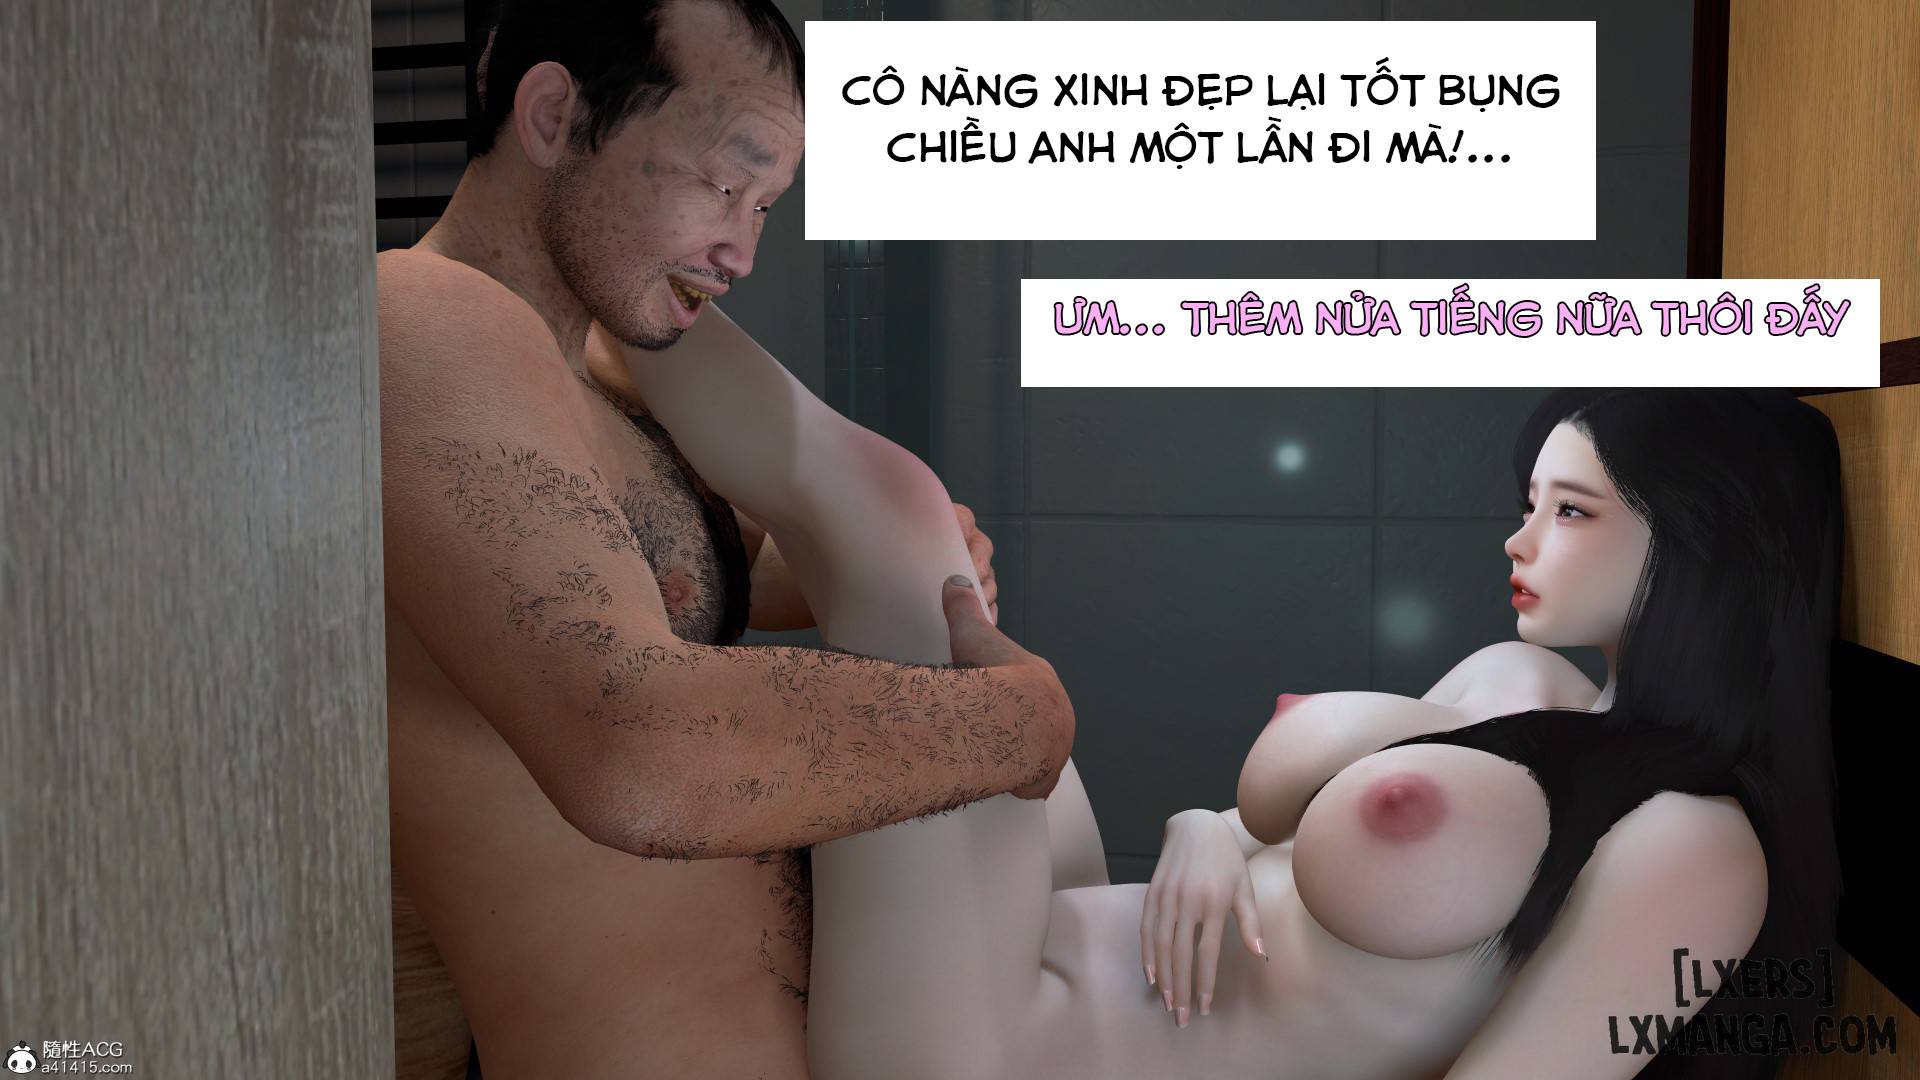 CÔ NÀNG XINH ĐẸP LẠI TỐT BỤNG
CHIỀU ANH MỘT LẦN ĐI MÀ!...
ƯM... THÊM NỬA TIẾNG NỮA THÔI ĐẤY
[LXERS]
LXMANGA.COM
隨性ACG
a41415.com